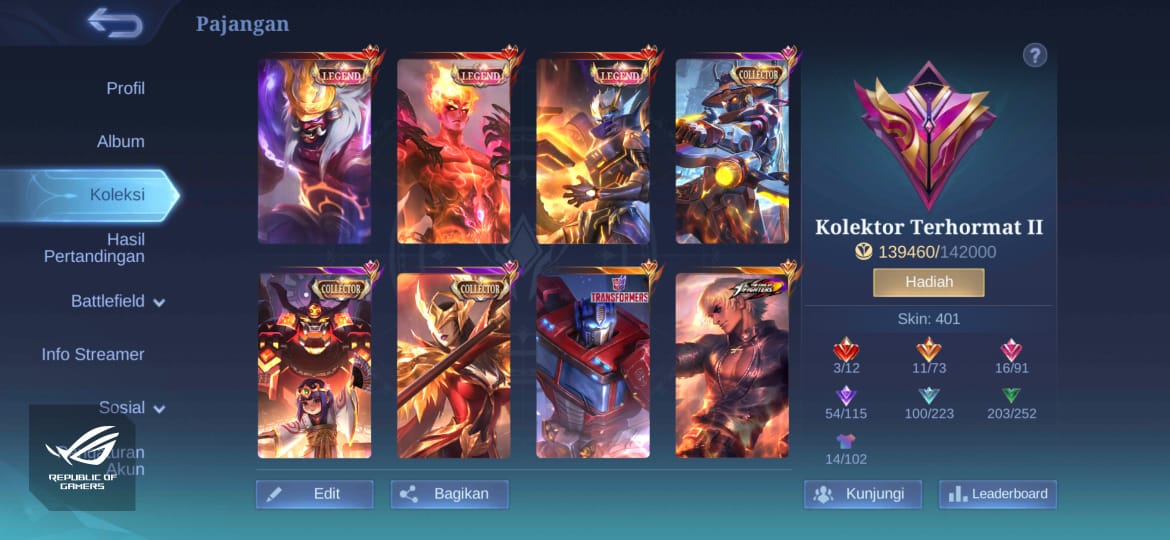 Pajangan
Profil
Album
Koleksi
Hasil
Pertandingan
Battlefield
Info Streamer
Sosial
Akun
REPUBLIC OF
GAMERS
LEGEND
LEGEND
LEGEND
COLLECTOR
COLLECTOR
COLLECTOR
TRANSFORMERS
THE KING OF
FIGHTERS
Edit
Bagikan
?
Kolektor Terhormat II
139460/142000
Hadiah
Skin: 401
3/12
11/73
16/91
54/115
100/223
203/252
14/102
Kunjungi
Leaderboard